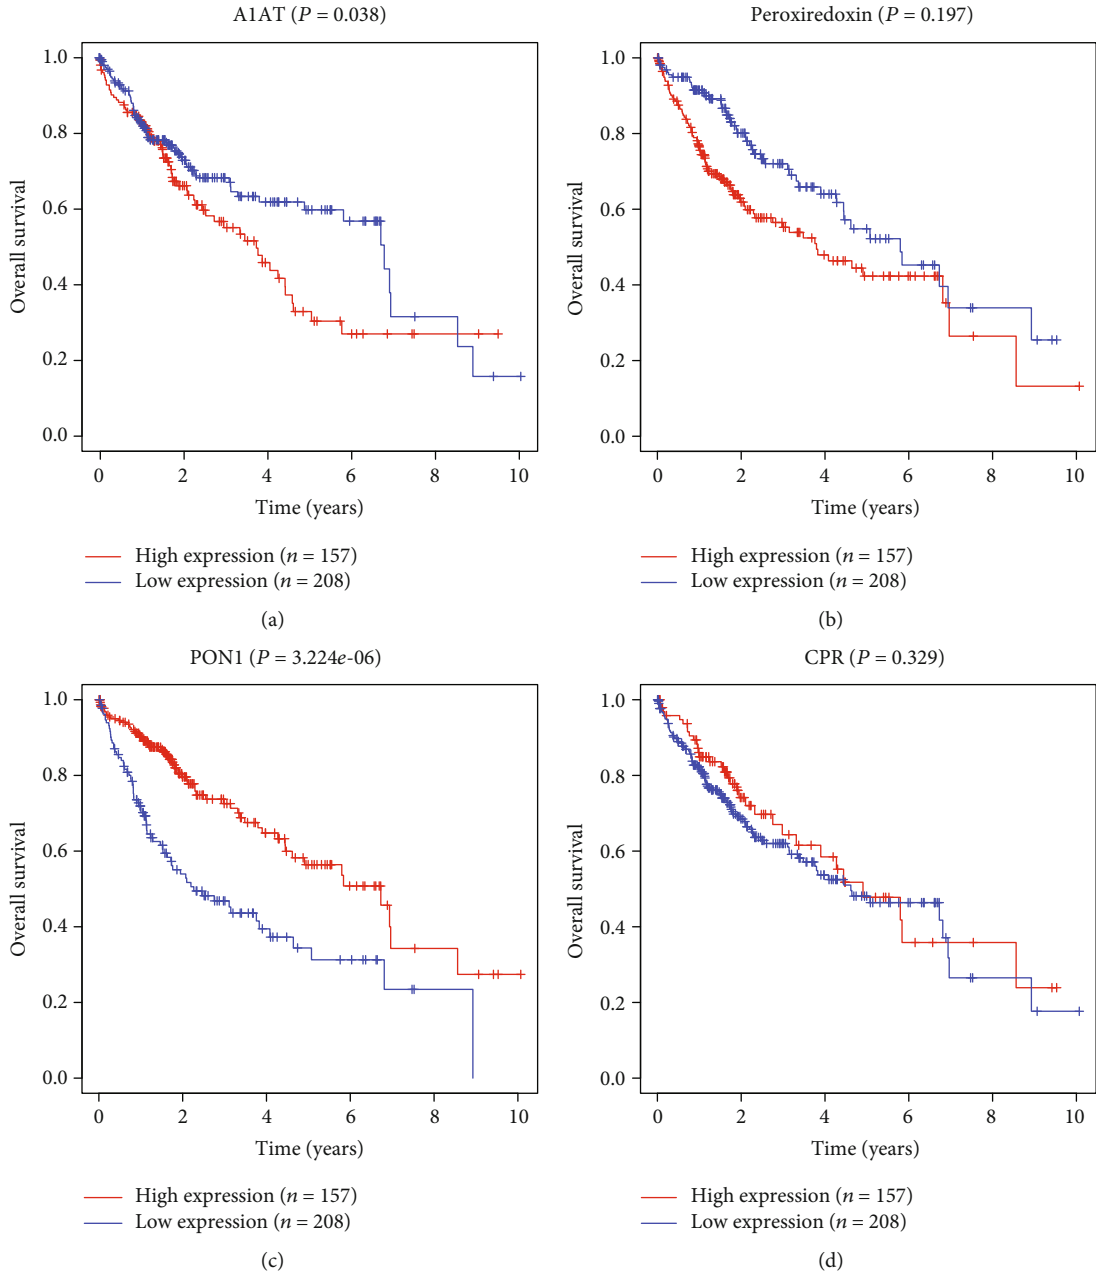 A1AT (P = 0.038)
Overall survival
1.0
0.8
0.6
0.4
0.2
0.0
0 2 4 6 8 10
Time (years)
High expression (n = 157)
Low expression (n = 208)
(a)
Peroxiredoxin (P = 0.197)
Overall survival
1.0
0.8
0.6
0.4
0.2
0.0
0 2 4 6 8 10
Time (years)
High expression (n = 157)
Low expression (n = 208)
(b)
PON1 (P = 3.224e-06)
Overall survival
1.0
0.8
0.6
0.4
0.2
0.0
0 2 4 6 8 10
Time (years)
High expression (n = 157)
Low expression (n = 208)
(c)
CPR (P = 0.329)
Overall survival
1.0
0.8
0.6
0.4
0.2
0.0
0 2 4 6 8 10
Time (years)
High expression (n = 157)
Low expression (n = 208)
(d)